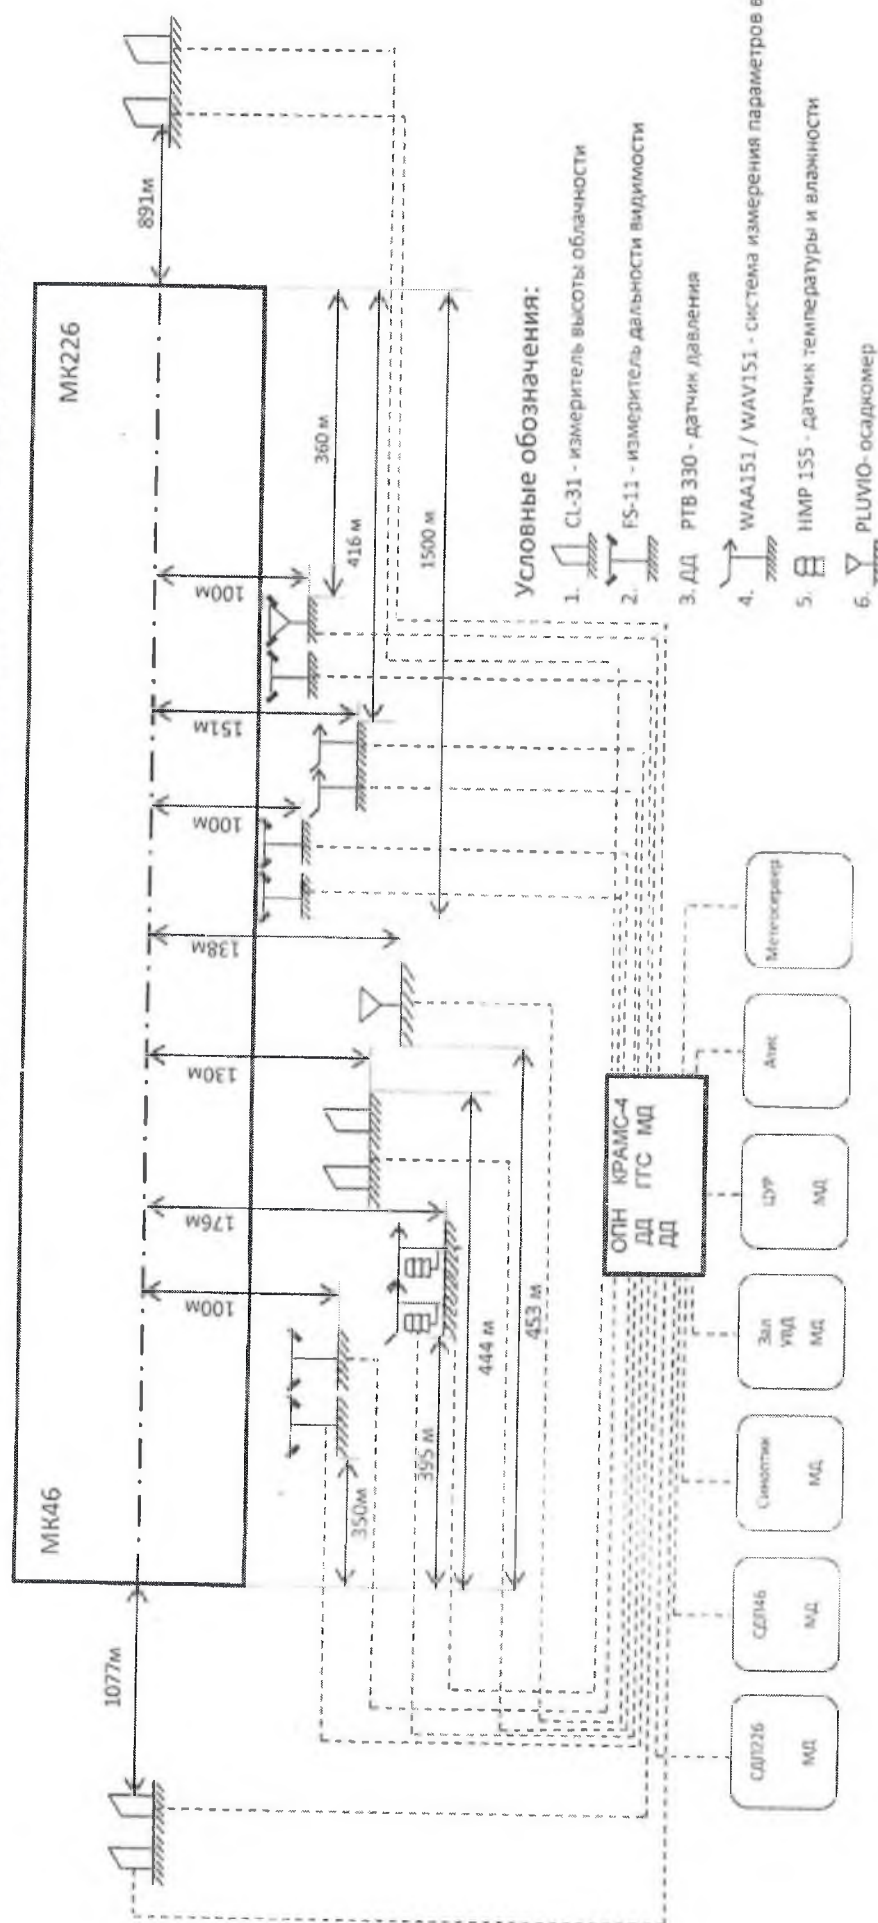 МК46
МК226
1077м
891м
100м
176м
130м
138м
100м
151м
100м
350м
395 м
444 м
453 м
360 м
416 м
1500 м
Условные обозначения:
1. CL-31 - измеритель высоты облачности
2. FS-11 - измеритель дальности видимости
3. ДД PTB 330 - датчик давления
4. WAA151 / WAV151 - система измерения параметров в
5. HMP 155 - датчик температуры и влажности
6. PLUVIO- осадкомер
ОПН КРАМС-4
ДД ГТС МД
ДД
СДП226
МД
СДП46
МД
Синоптик
МД
Зал
УВД
МД
ЦУР
МД
Атис
Метеосервер